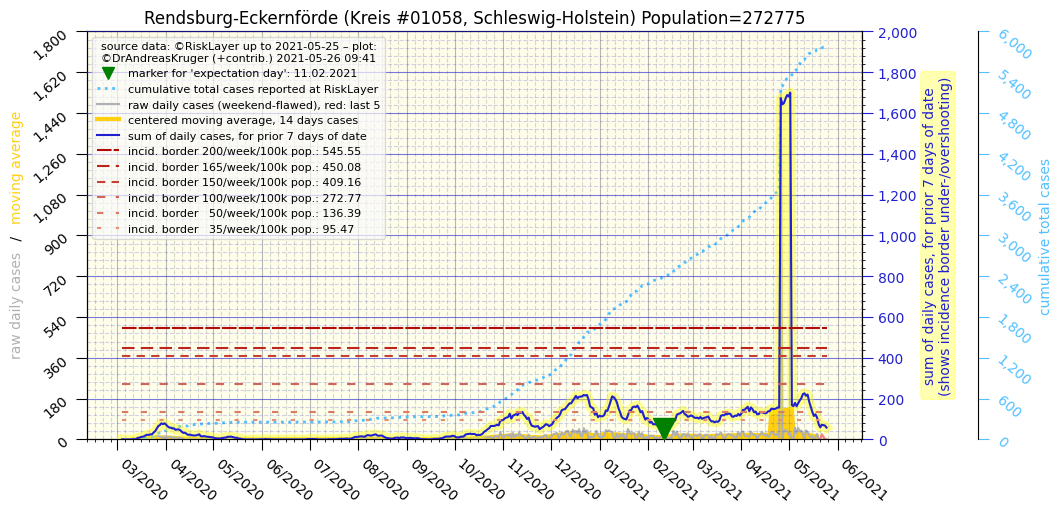 Rendsburg-Eckernförde (Kreis #01058, Schleswig-Holstein) Population=272775
source data: ©RiskLayer up to 2021-05-25 – plot:
©DrAndreasKruger (+contrib.) 2021-05-26 09:41
marker for 'expectation day': 11.02.2021
cumulative total cases reported at RiskLayer
raw daily cases (weekend-flawed), red: last 5
centered moving average, 14 days cases
sum of daily cases, for prior 7 days of date
incid. border 200/week/100k pop.: 545.55
incid. border 165/week/100k pop.: 450.08
incid. border 150/week/100k pop.: 409.16
incid. border 100/week/100k pop.: 272.77
incid. border 50/week/100k pop.: 136.39
incid. border 35/week/100k pop.: 95.47
raw daily cases / moving average
1,800
1,620
1,440
1,260
1,080
900
720
540
360
180
0
03/2020
04/2020
05/2020
06/2020
07/2020
08/2020
09/2020
10/2020
11/2020
12/2020
01/2021
02/2021
03/2021
04/2021
05/2021
06/2021
2,000
1,800
1,600
1,400
1,200
1,000
800
600
400
200
0
sum of daily cases, for prior 7 days of date
(shows incidence border under-/overshooting)
6,000
5,400
4,800
4,200
3,600
3,000
2,400
1,800
1,200
600
0
cumulative total cases